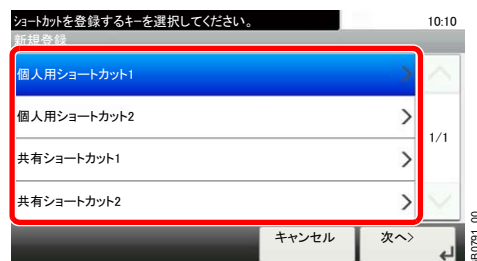 ショートカットを登録するキーを選択してください。 10:10
新規登録
個人用ショートカット1
個人用ショートカット2
1/1
共有ショートカット1
共有ショートカット2
キャンセル 次へ>
B0791_00